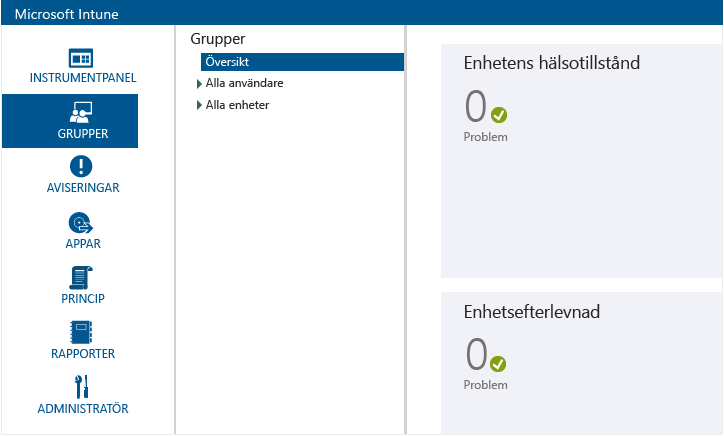 Microsoft Intune
INSTRUMENTPANEL
GRUPPER
AVISERINGAR
APPAR
PRINCIP
RAPPORTER
ADMINISTRATÖR
Grupper
Översikt
Alla användare
Alla enheter
Enhetens hälsotillstånd
0
Problem
Enhetsefterlevnad
0
Problem